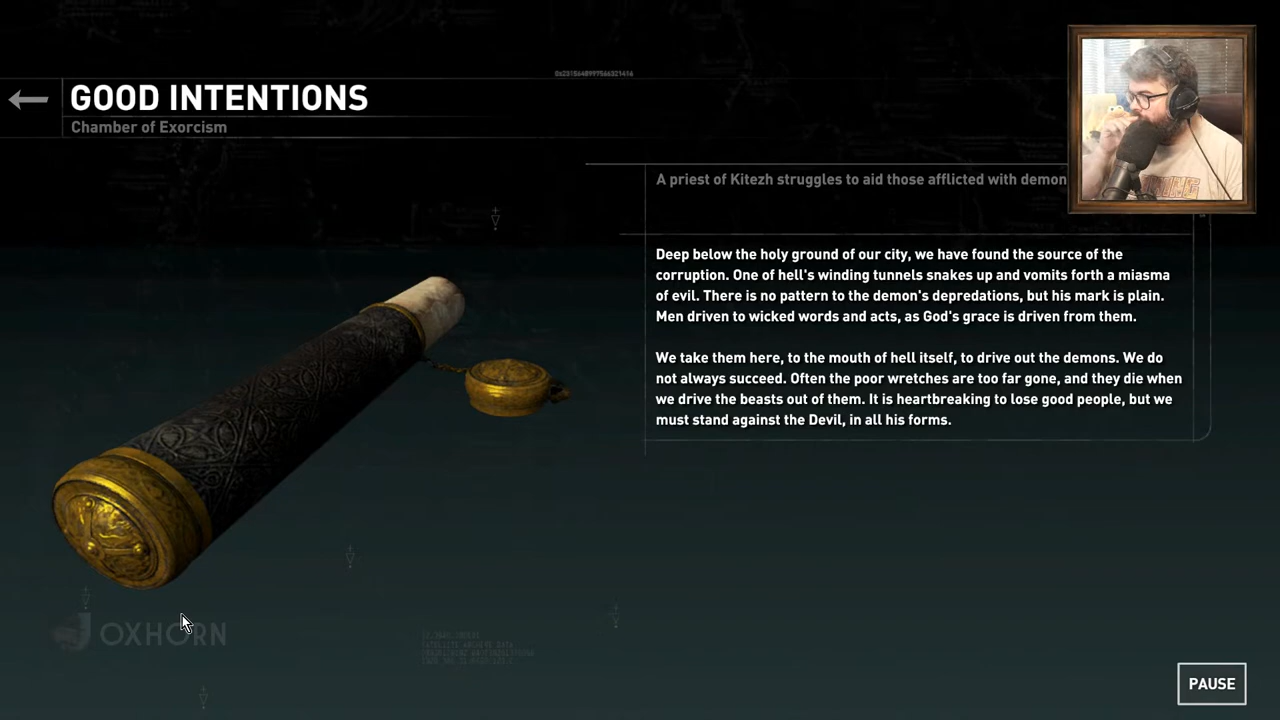 GOOD INTENTIONS
Chamber of Exorcism
A priest of Kitezh struggles to aid those afflicted with demon
Deep below the holy ground of our city, we have found the source of the
corruption. One of hell's winding tunnels snakes up and vomits forth a miasma
of evil. There is no pattern to the demon's depredations, but his mark is plain.
Men driven to wicked words and acts, as God's grace is driven from them.
We take them here, to the mouth of hell itself, to drive out the demons. We do
not always succeed. Often the poor wretches are too far gone, and they die when
we drive the beasts out of them. It is heartbreaking to lose good people, but we
must stand against the Devil, in all his forms.
OXHORN
PAUSE